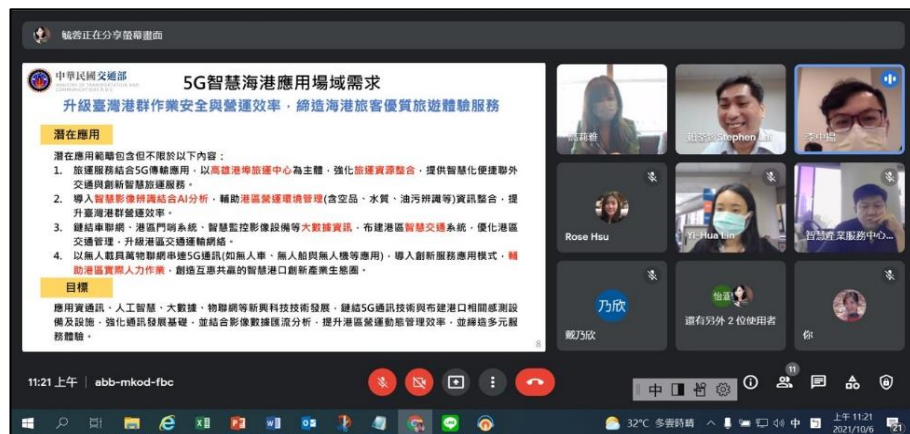 毓蓉正在分享螢幕畫面
中華民國交通部
5G智慧海港應用場域需求
升級臺灣港群作業安全與營運效率，締造海港旅客優質旅遊體驗服務
潛在應用
潛在應用範疇包含但不限於以下內容：
1. 旅運服務結合5G傳輸應用，以高雄港埠旅運中心為主體，強化旅運資源整合，提供智慧化便捷聯外
交通與創新智慧旅運服務。
2. 導入智慧影像辨識結合AI分析，輔助港區營運環境管理(含空品、水質、油污辨識等)資訊整合，提
升臺灣港群營運效率。
3. 鏈結車聯網、港區門哨系統、智慧監控影像設備等大數據資訊，布建港區智慧交通系統，優化港區
交通管理，升級港區交通運輸網絡。
4. 以無人載具萬物聯網串連5G通訊(如無人車、無人船與無人機等應用)，導入創新服務應用模式，輔
助港區實際人力作業，創造互惠共贏的智慧港口創新產業生態圈。
目標
應用資通訊、人工智慧、大數據、物聯網等新興科技技術發展，鏈結5G通訊技術與布建港口相關感測設
備及設施，強化通訊發展基礎，並結合影像數據匯流分析，提升港區營運動態管理效率，並締造多元服
務體驗。
8
Stephen
李中揚
Rose Hsu
Yi-Hua Lin
智慧產業服務中心...
乃欣
戴乃欣
還有另外 2 位使用者
你
11:21 上午 | abb-mkod-fbc
中
11
32°C 多雲時晴
中
上午 11:21
2021/10/6
21